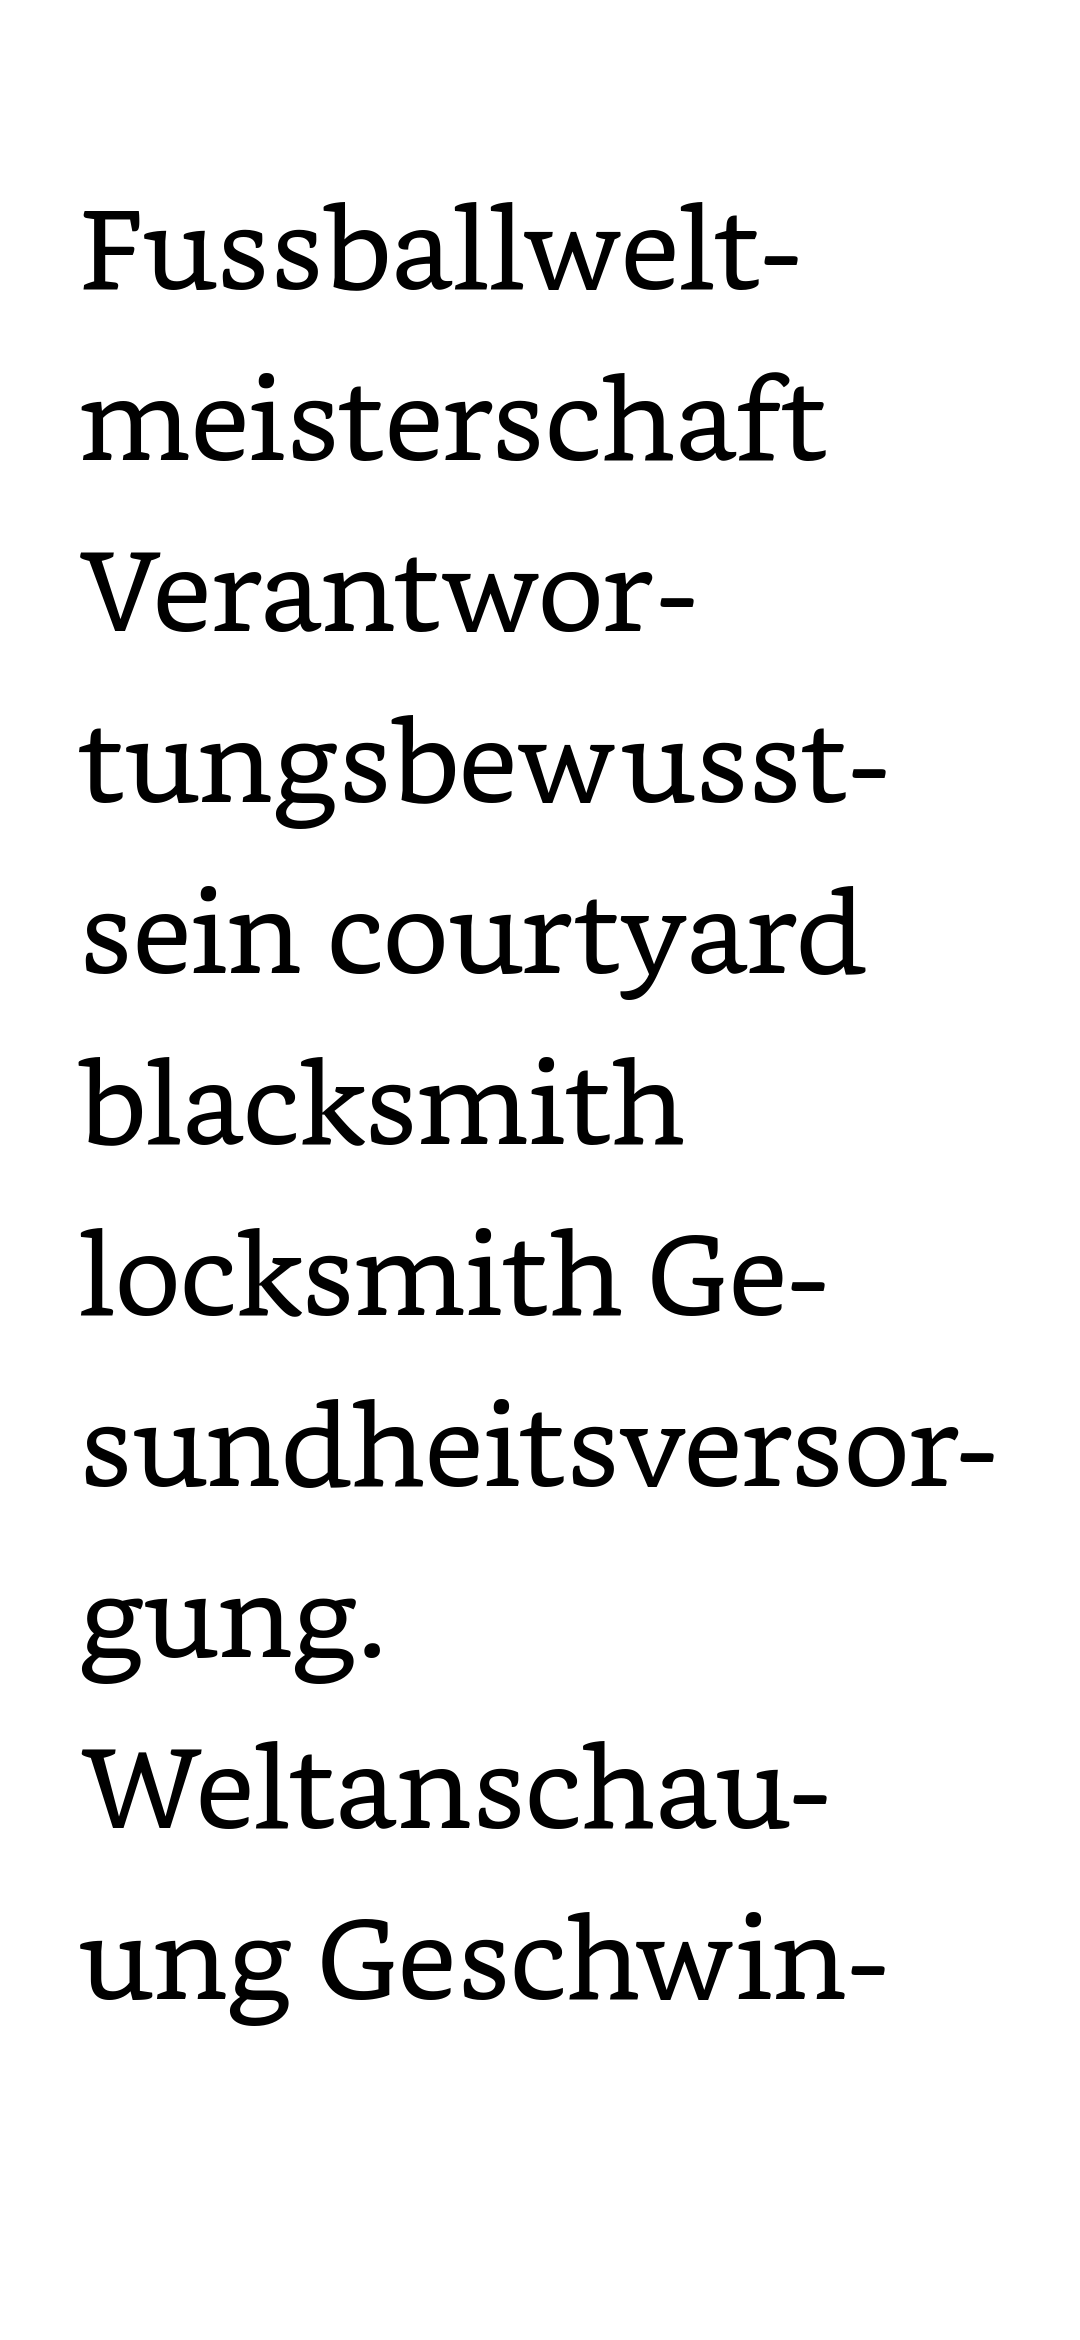 Fussballwelt-
meisterschaft
Verantwor-
tungsbewusst-
sein courtyard
blacksmith
locksmith Ge-
sundheitsversor-
gung.
Weltanschau-
ung Geschwin-